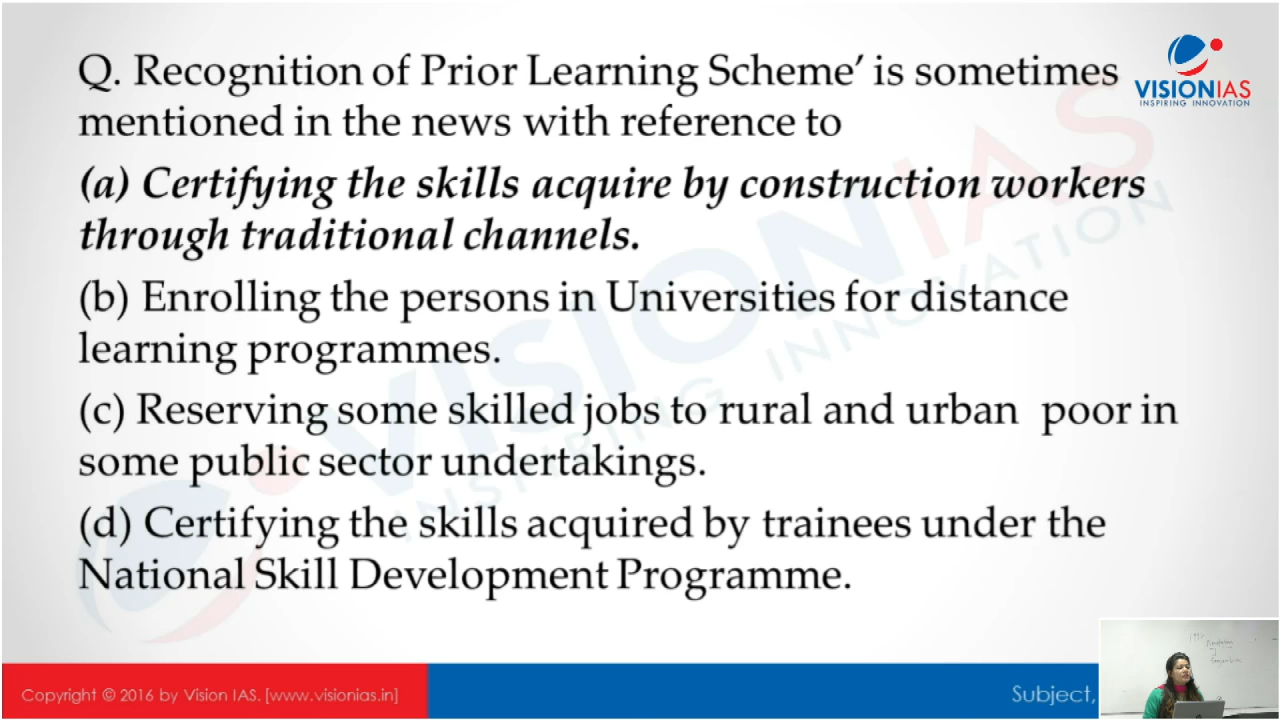 Q. Recognition of Prior Learning Scheme’ is sometimes
mentioned in the news with reference to
(a) Certifying the skills acquire by construction workers
through traditional channels.
(b) Enrolling the persons in Universities for distance
learning programmes.
(c) Reserving some skilled jobs to rural and urban poor in
some public sector undertakings.
(d) Certifying the skills acquired by trainees under the
National Skill Development Programme.
VISIONIAS
INSPIRING INNOVATION
VISIONIAS
INSPIRING INNOVATION
Copyright © 2016 by Vision IAS. [www.visionias.in]
Subject,